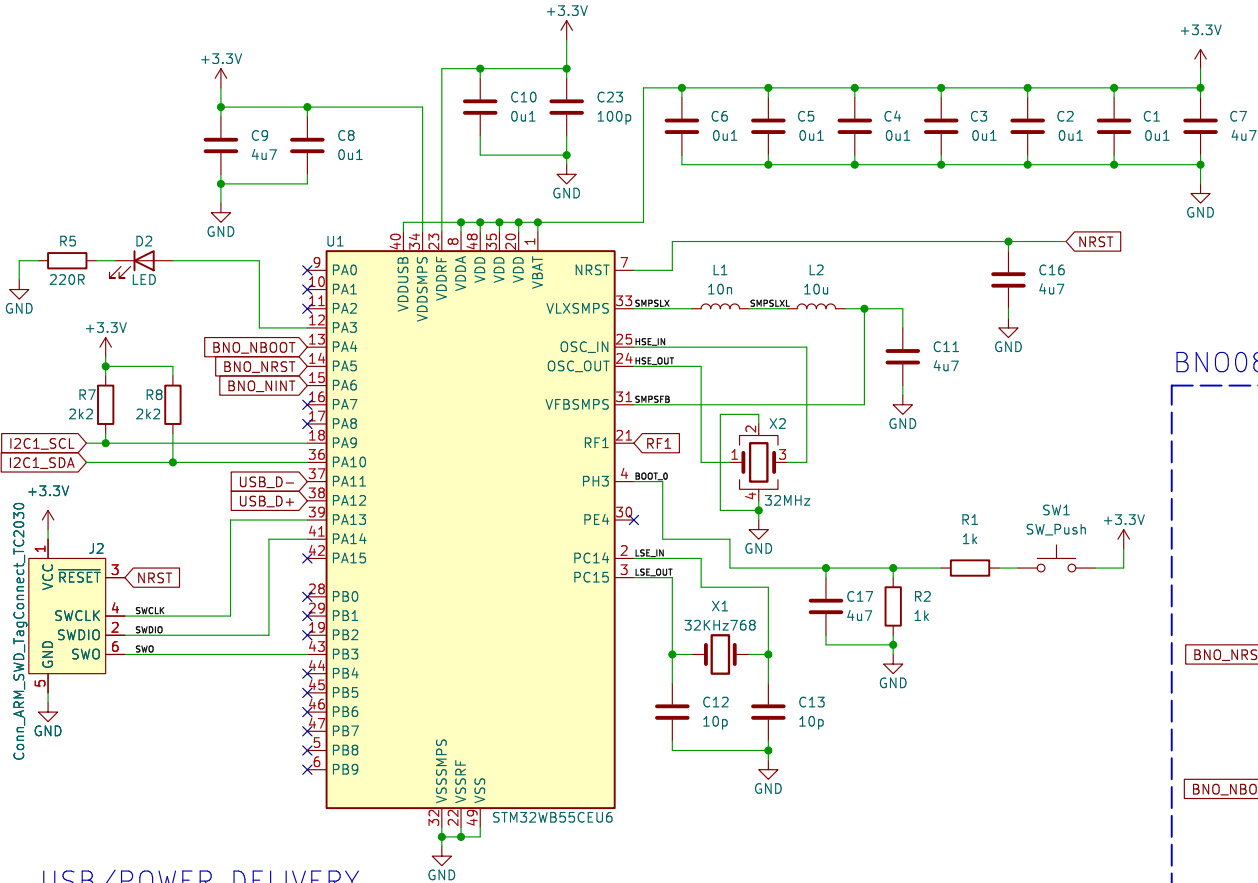 +3.3V
+3.3V
+3.3V
C9
4u7
C8
0u1
C10
0u1
C23
100p
C6
0u1
C5
0u1
C4
0u1
C3
0u1
C2
0u1
C1
0u1
C7
4u7
GND
GND
GND
R5
220R
D2
LED
GND
U1
40
34
23
8
48
35
20
1
VDDUSB
VDDSMPS
VDDRF
VDDA
VDD
VDD
VDD
VBAT
9 PA0
10 PA1
11 PA2
12 PA3
BNO_NBOOT 13 PA4
BNO_NRST 14 PA5
BNO_NINT 15 PA6
16 PA7
17 PA8
I2C1_SCL 18 PA9
I2C1_SDA 36 PA10
USB_D- 37 PA11
USB_D+ 38 PA12
39 PA13
41 PA14
42 PA15
28 PB0
29 PB1
19 PB2
43 PB3
44 PB4
45 PB5
46 PB6
47 PB7
5 PB8
6 PB9
+3.3V
R7
2k2
R8
2k2
+3.3V
Conn_ARM_SWD_TagConnect_TC2030
J2
1
VCC
RESET 3 NRST
SWCLK 4 SWCLK
SWDIO 2 SWDIO
SWO 6 SWO
GND
5
GND
VSSSMPS
VSSRF
VSS
32
22
49
STM32WB55CEU6
GND
NRST 7
NRST
VLXSMPS 33 SMPSLX
L1
10n
SMPSLXL
L2
10u
OSC_IN 25 HSE_IN
OSC_OUT 24 HSE_OUT
VFBSMPS 31 SMPSFB
RF1 21 RF1
PH3 4 BOOT_0
PE4 30
PC14 2 LSE_IN
PC15 3 LSE_OUT
C16
4u7
GND
C11
4u7
GND
X2
2
1
3
4
32MHz
GND
R1
1k
SW1
SW_Push
+3.3V
C17
4u7
R2
1k
GND
X1
32KHz768
C12
10p
C13
10p
GND
BNO08
BNO_NRS
BNO_NBO
USB/POWER DELIVERY